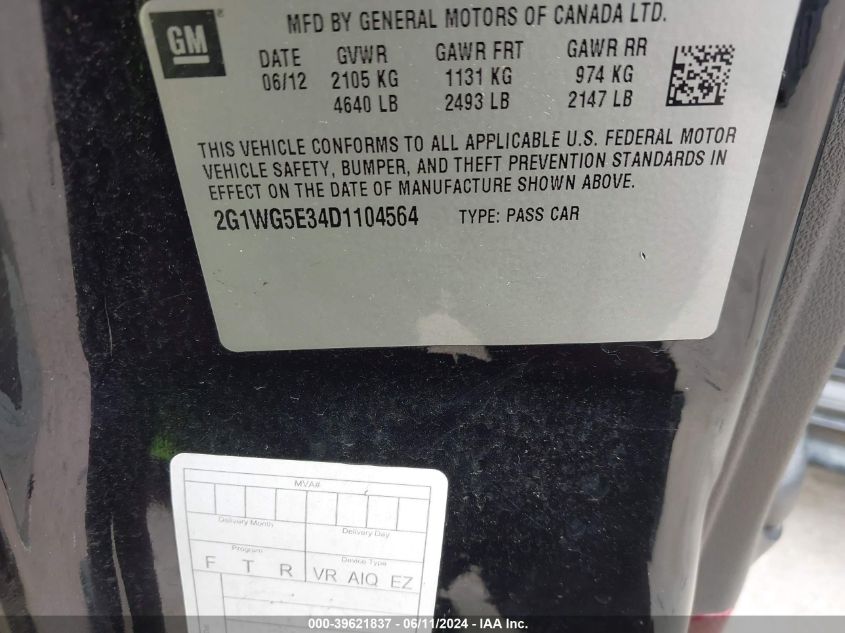 MFD BY GENERAL MOTORS OF CANADA LTD.
GM
DATE GVWR GAWR FRT GAWR RR
06/12 2105 KG 1131 KG 974 KG
4640 LB 2493 LB 2147 LB
THIS VEHICLE CONFORMS TO ALL APPLICABLE U.S. FEDERAL MOTOR
VEHICLE SAFETY, BUMPER, AND THEFT PREVENTION STANDARDS IN
EFFECT ON THE DATE OF MANUFACTURE SHOWN ABOVE.
2G1WG5E34D1104564 TYPE: PASS CAR
MVA#
Delivery Month Delivery Day
Program Device Type
F T R VR AIQ EZ
000-39621837 - 06/11/2024 - IAA Inc.